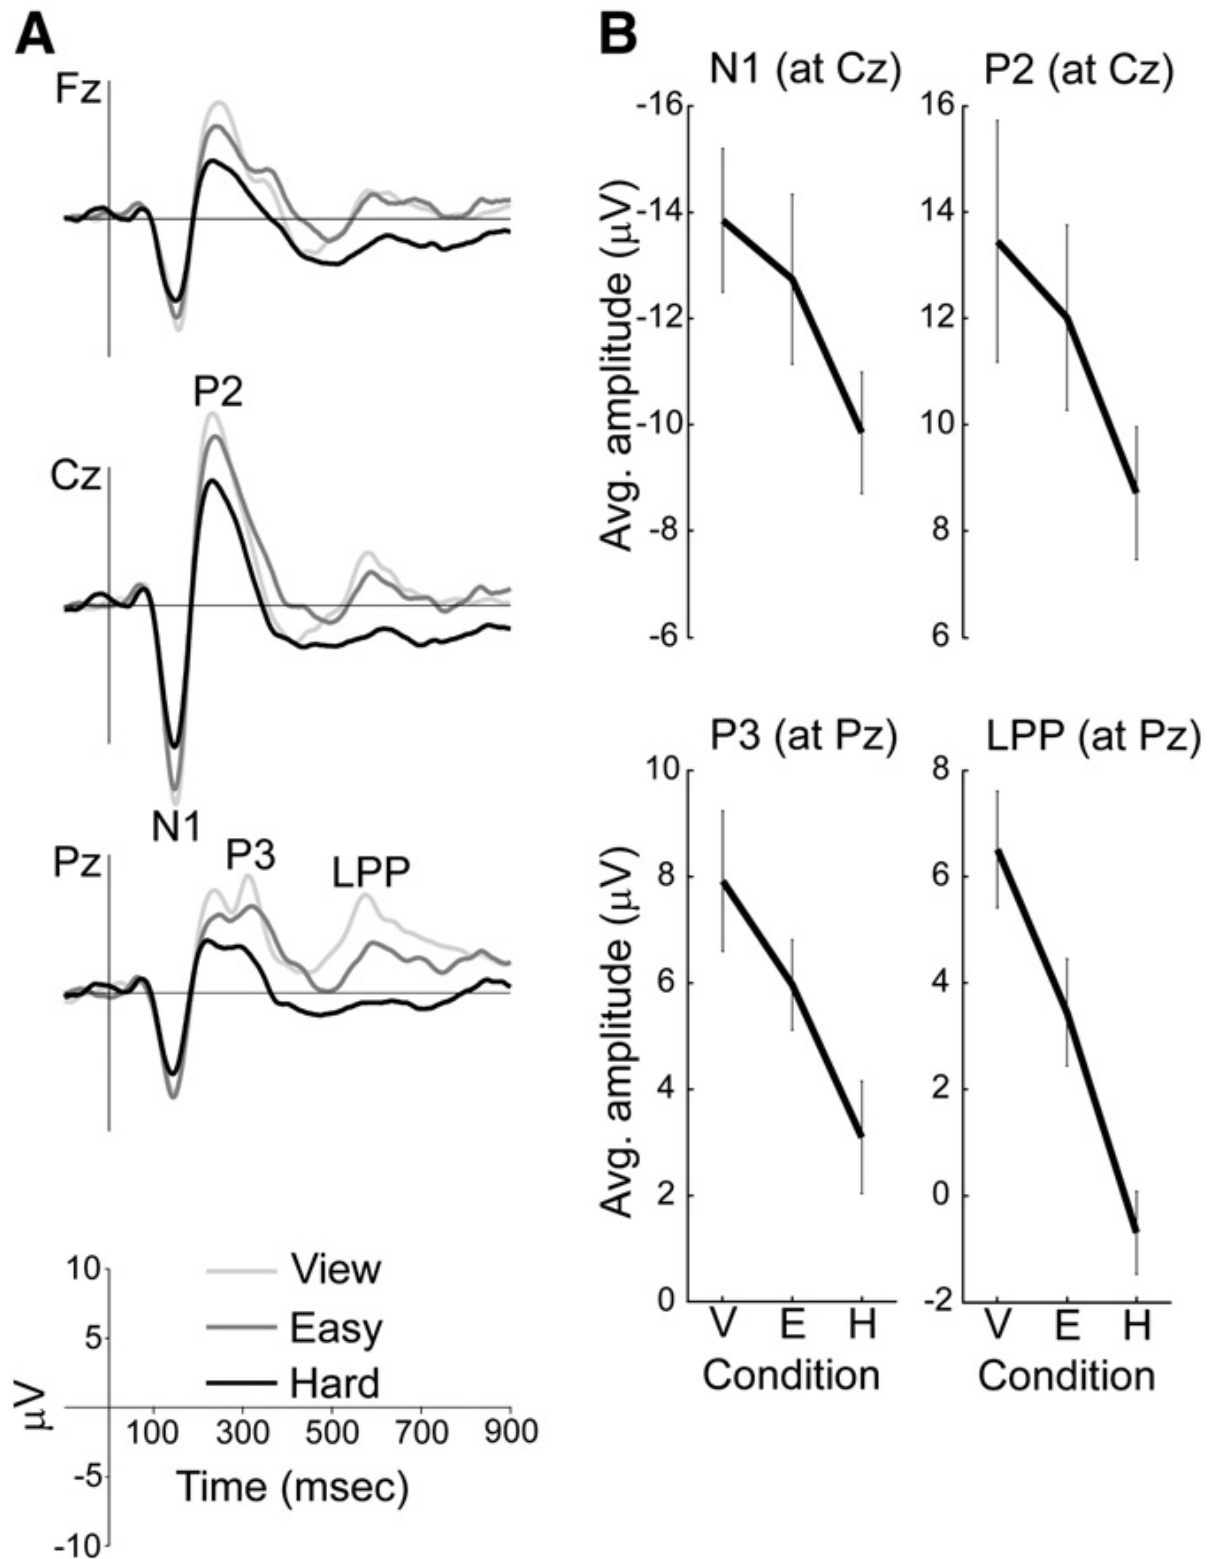 A
Fz
P2
Cz
N1
P3
LPP
Pz
10
View
5
Easy
Hard
μV
100 300 500 700 900
-5
Time (msec)
-10
B
N1 (at Cz)
-16
-14
-12
-10
-8
-6
Avg. amplitude (μV)
P2 (at Cz)
16
14
12
10
8
6
P3 (at Pz)
10
8
6
4
2
0
Avg. amplitude (μV)
V E H
Condition
LPP (at Pz)
8
6
4
2
0
-2
V E H
Condition